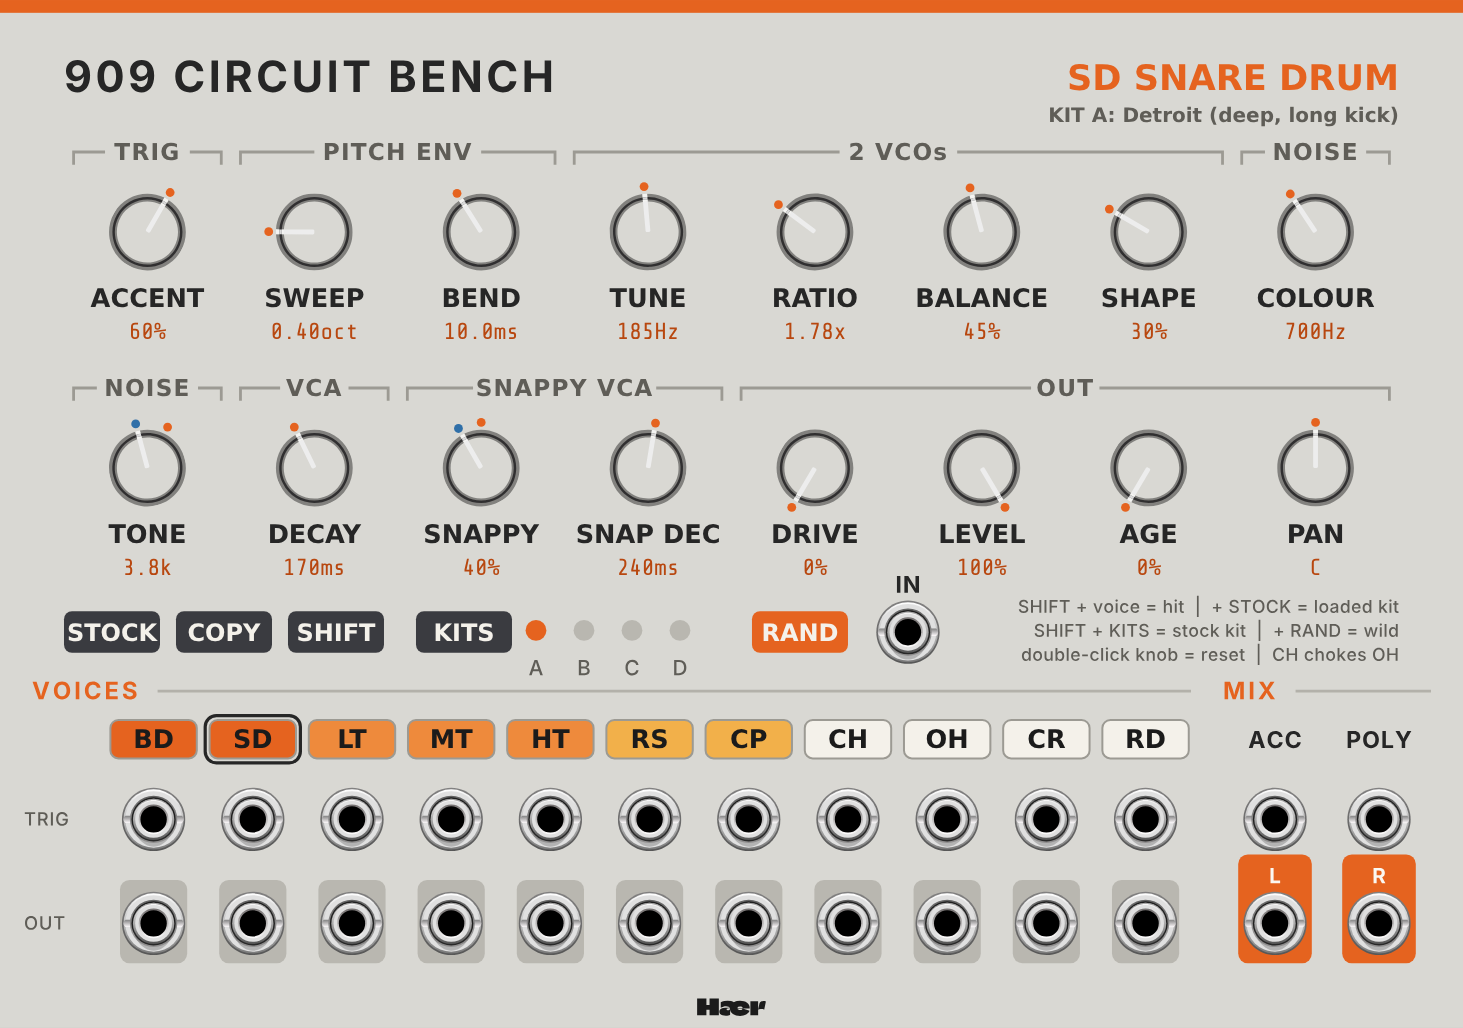 909 CIRCUIT BENCH
SD SNARE DRUM
KIT A: Detroit (deep, long kick)
TRIG PITCH ENV 2 VCOs NOISE
ACCENT SWEEP BEND TUNE RATIO BALANCE SHAPE COLOUR
60% 0.40oct 10.0ms 185Hz 1.78x 45% 30% 700Hz
NOISE VCA SNAPPY VCA OUT
TONE DECAY SNAPPY SNAP DEC DRIVE LEVEL AGE PAN
3.8k 170ms 40% 240ms 0% 100% 0% C
IN
STOCK COPY SHIFT KITS RAND
A B C D
SHIFT + voice = hit | + STOCK = loaded kit
SHIFT + KITS = stock kit | + RAND = wild
double-click knob = reset | CH chokes OH
VOICES MIX
BD SD LT MT HT RS CP CH OH CR RD ACC POLY
TRIG
L R
OUT
Hær